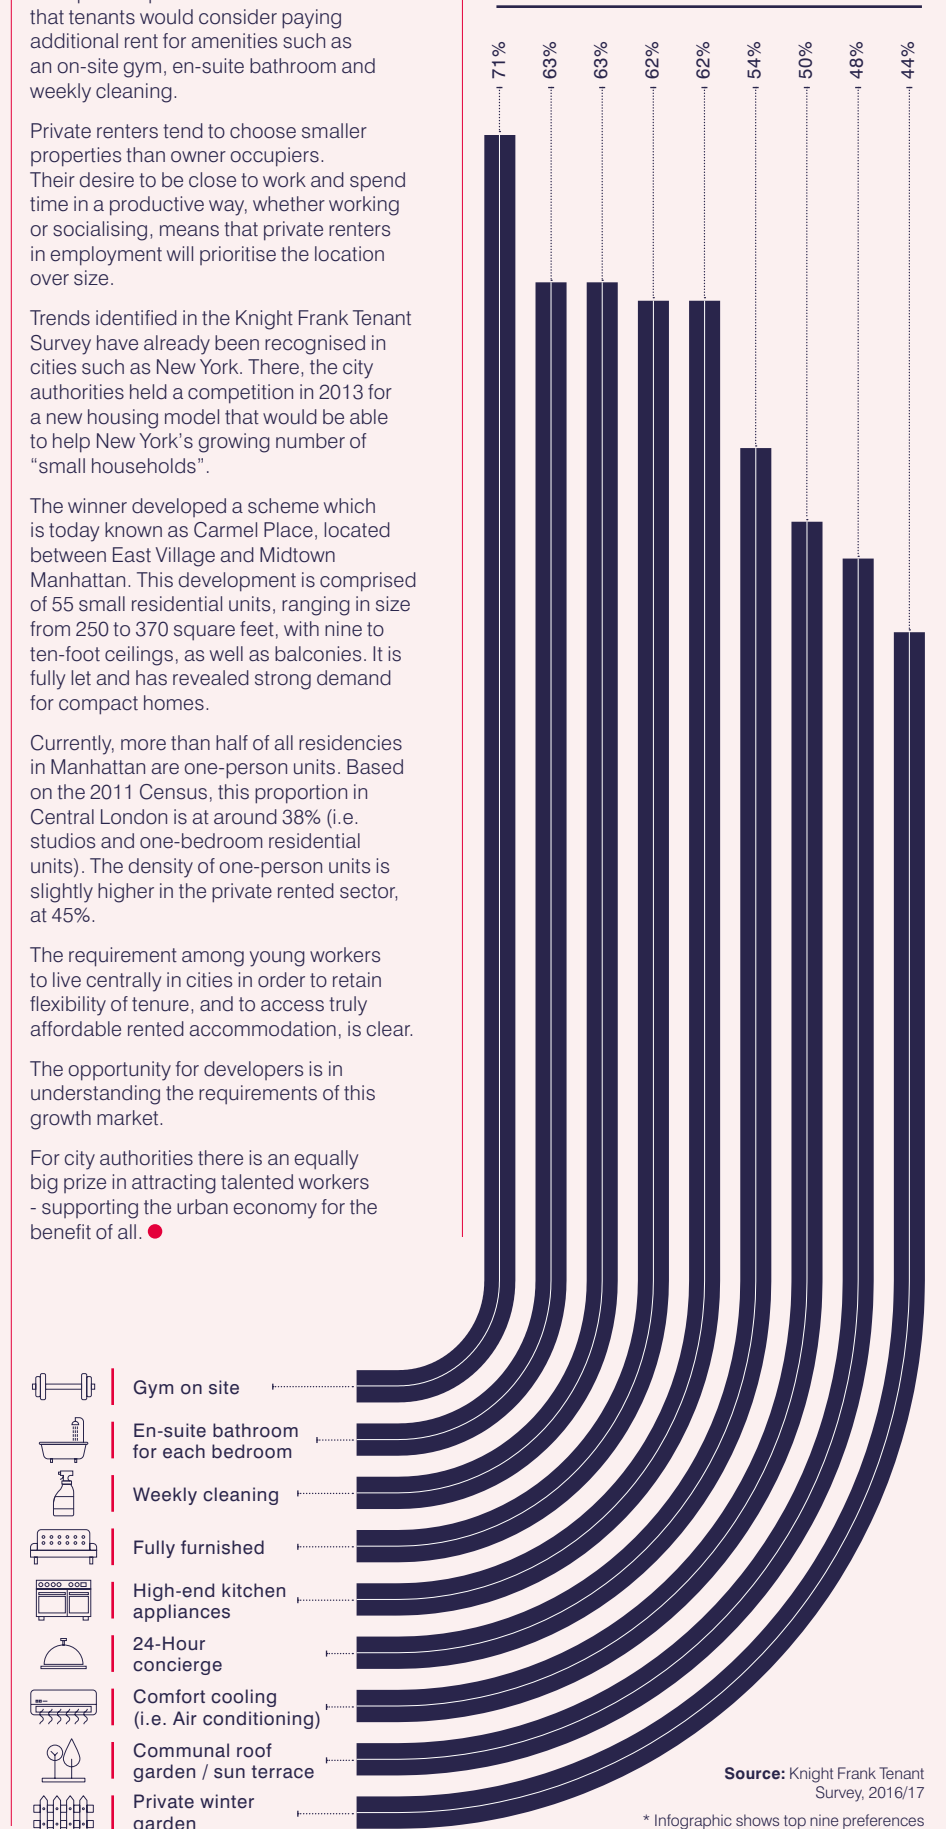 that tenants would consider paying
additional rent for amenities such as
an on-site gym, en-suite bathroom and
weekly cleaning.
Private renters tend to choose smaller
properties than owner occupiers.
Their desire to be close to work and spend
time in a productive way, whether working
or socialising, means that private renters
in employment will prioritise the location
over size.
Trends identified in the Knight Frank Tenant
Survey have already been recognised in
cities such as New York. There, the city
authorities held a competition in 2013 for
a new housing model that would be able
to help New York's growing number of
“small households”.
The winner developed a scheme which
is today known as Carmel Place, located
between East Village and Midtown
Manhattan. This development is comprised
of 55 small residential units, ranging in size
from 250 to 370 square feet, with nine to
ten-foot ceilings, as well as balconies. It is
fully let and has revealed strong demand
for compact homes.
Currently, more than half of all residencies
in Manhattan are one-person units. Based
on the 2011 Census, this proportion in
Central London is at around 38% (i.e.
studios and one-bedroom residential
units). The density of one-person units is
slightly higher in the private rented sector,
at 45%.
The requirement among young workers
to live centrally in cities in order to retain
flexibility of tenure, and to access truly
affordable rented accommodation, is clear.
The opportunity for developers is in
understanding the requirements of this
growth market.
For city authorities there is an equally
big prize in attracting talented workers
- supporting the urban economy for the
benefit of all.
71%
63%
63%
62%
62%
54%
50%
48%
44%
Gym on site
En-suite bathroom
for each bedroom
Weekly cleaning
Fully furnished
High-end kitchen
appliances
24-Hour
concierge
Comfort cooling
(i.e. Air conditioning)
Communal roof
garden / sun terrace
Private winter
garden
Source: Knight Frank Tenant
Survey, 2016/17
* Infographic shows top nine preferences